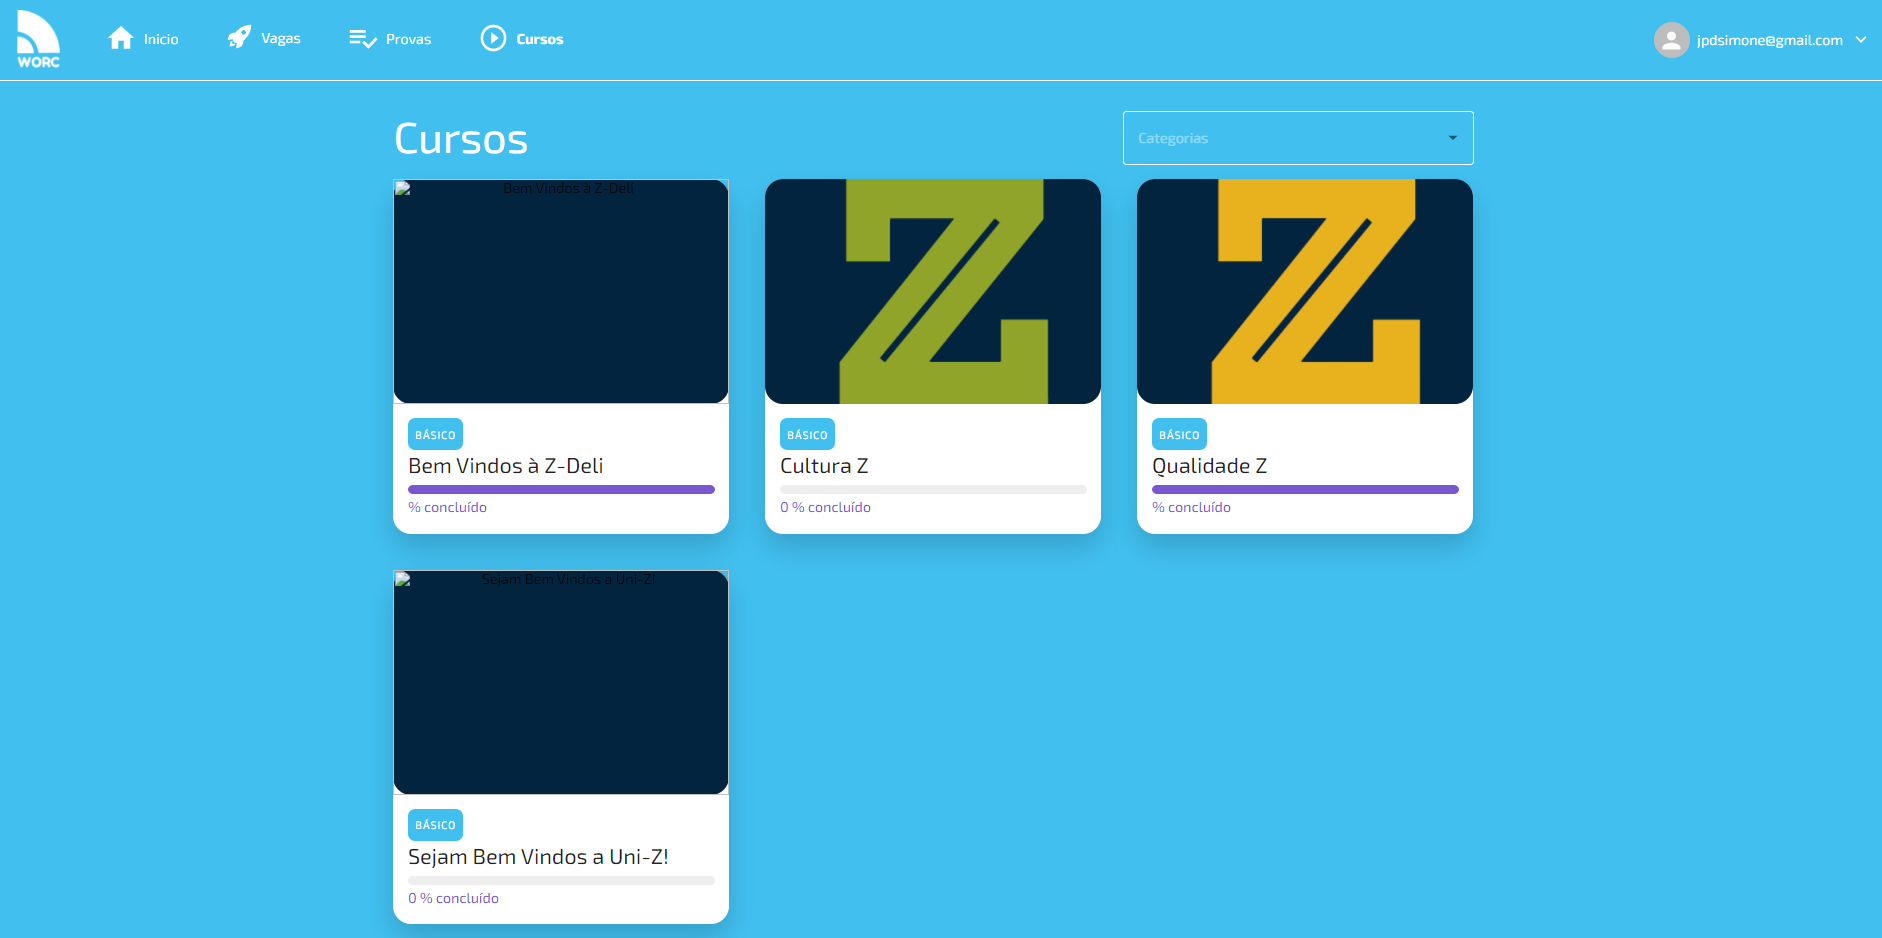 WORC
Inicio
Vagas
Provas
Cursos
jpdsimone@gmail.com
Cursos
Categorias
Bem Vindos à Z-Deli
BÁSICO
Bem Vindos à Z-Deli
% concluído
Z
BÁSICO
Cultura Z
0 % concluído
Z
BÁSICO
Qualidade Z
% concluído
Sejam Bem Vindos a Uni-Z!
BÁSICO
Sejam Bem Vindos a Uni-Z!
0 % concluído